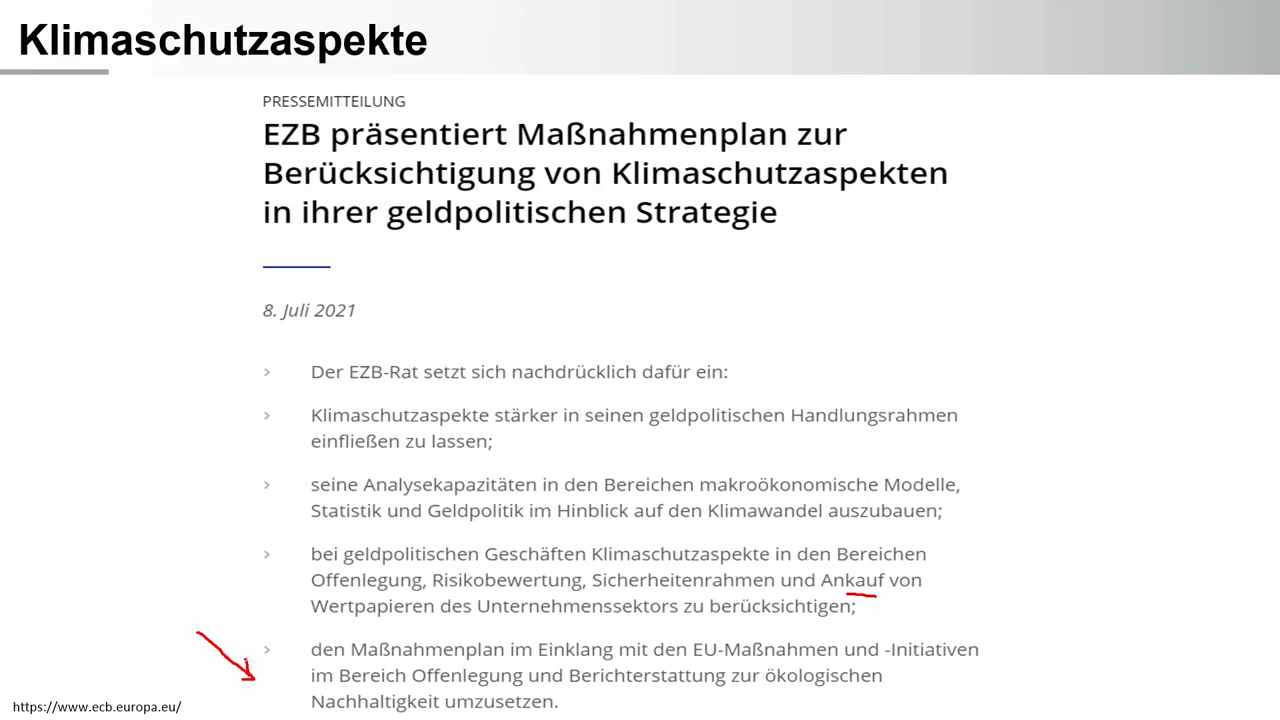 Klimaschutzaspekte
PRESSEMITTEILUNG
EZB präsentiert Maßnahmenplan zur
Berücksichtigung von Klimaschutzaspekten
in ihrer geldpolitischen Strategie
8. Juli 2021
› Der EZB-Rat setzt sich nachdrücklich dafür ein:
› Klimaschutzaspekte stärker in seinen geldpolitischen Handlungsrahmen
einfließen zu lassen;
› seine Analysekapazitäten in den Bereichen makroökonomische Modelle,
Statistik und Geldpolitik im Hinblick auf den Klimawandel auszubauen;
› bei geldpolitischen Geschäften Klimaschutzaspekte in den Bereichen
Offenlegung, Risikobewertung, Sicherheitenrahmen und Ankauf von
Wertpapieren des Unternehmenssektors zu berücksichtigen;
› den Maßnahmenplan im Einklang mit den EU-Maßnahmen und -Initiativen
im Bereich Offenlegung und Berichterstattung zur ökologischen
Nachhaltigkeit umzusetzen.
https://www.ecb.europa.eu/